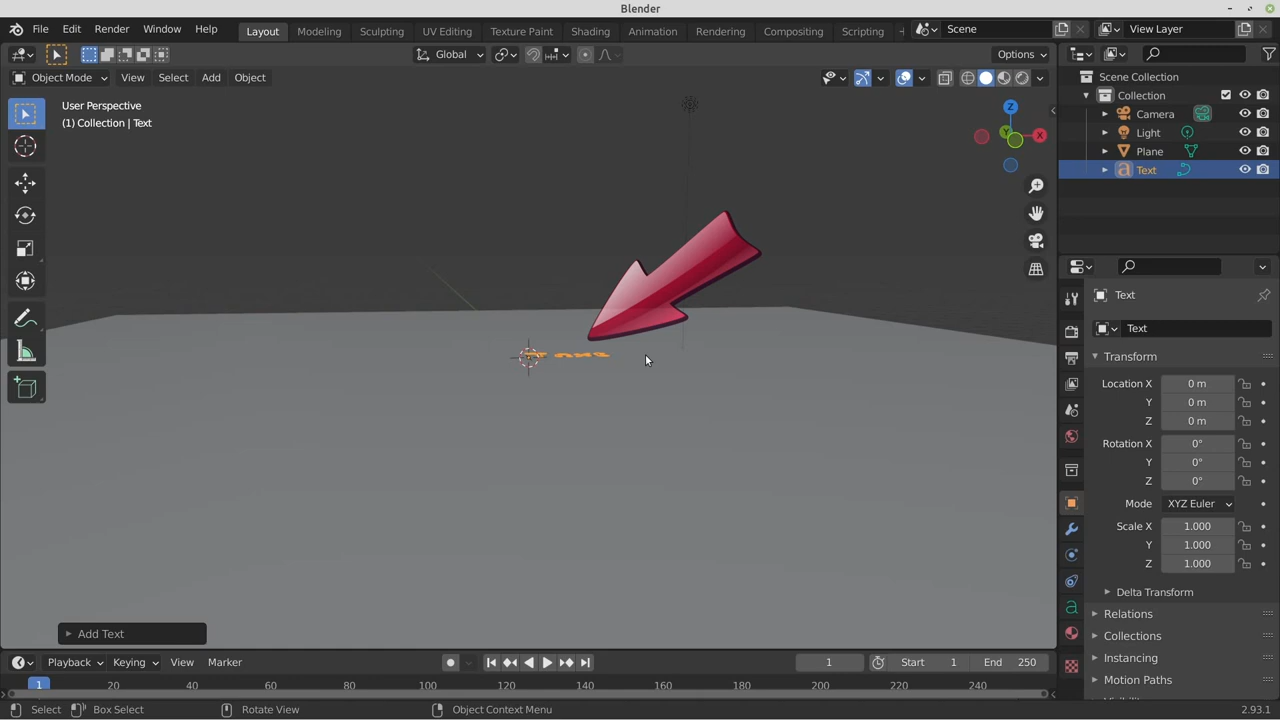 Blender
File Edit Render Window Help Layout Modeling Sculpting UV Editing Texture Paint Shading Animation Rendering Compositing Scripting Scene View Layer
Global Options
Object Mode View Select Add Object
Scene Collection
Collection
Camera
Light
Plane
Text
User Perspective
(1) Collection | Text
Z
Y
X
Text
Text
Transform
Location X 0 m
Y 0 m
Z 0 m
Rotation X 0°
Y 0°
Z 0°
Mode XYZ Euler
Scale X 1.000
Y 1.000
Z 1.000
Delta Transform
Relations
Collections
Instancing
Motion Paths
Add Text
Playback Keying View Marker 1 Start 1 End 250
1 20 40 60 80 100 120 140 160 180 200 220 240
Select Box Select Rotate View Object Context Menu 2.93.1